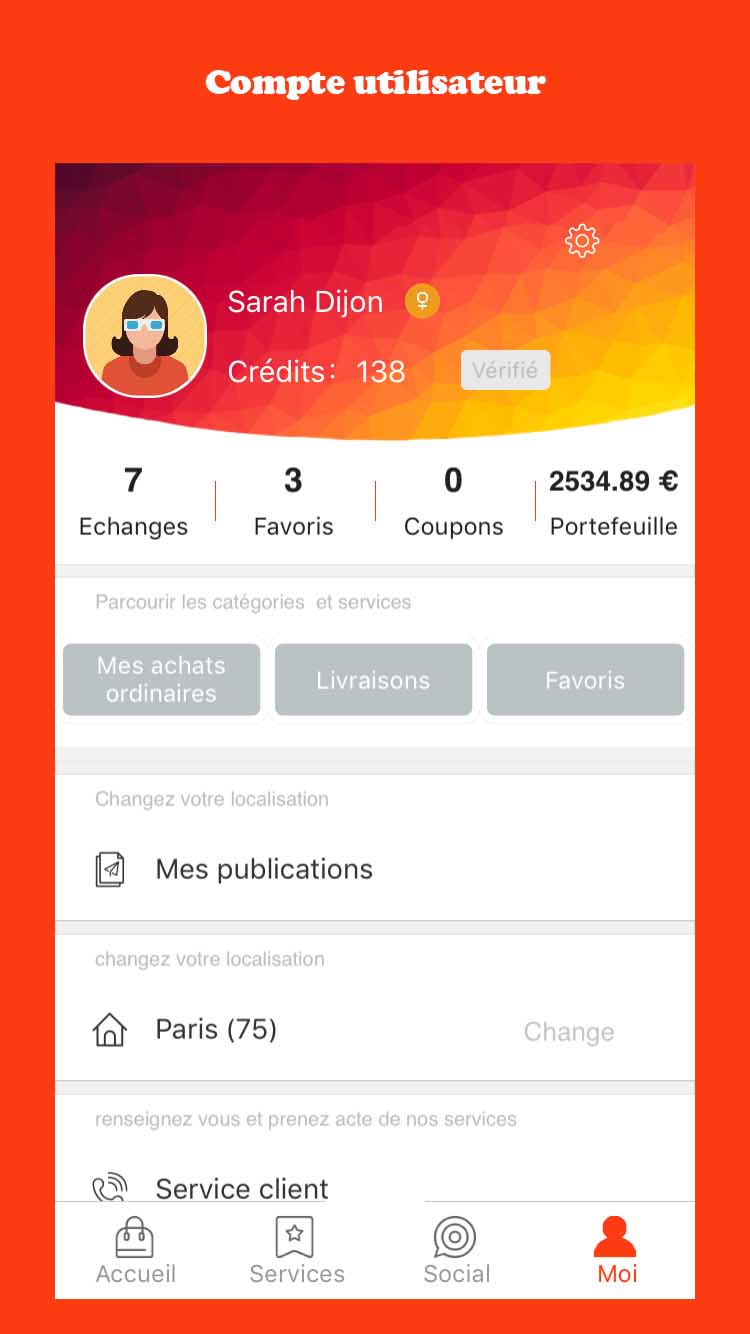 Compte utilisateur
Sarah Dijon
Crédits: 138
Vérifié
7
3
0
2534.89 €
Echanges
Favoris
Coupons
Portefeuille
Parcourir les catégories et services
Mes achats
ordinaires
Livraisons
Favoris
Changez votre localisation
Mes publications
changez votre localisation
Paris (75)
Change
renseignez vous et prenez acte de nos services
Service client
Accueil
Services
Social
Moi